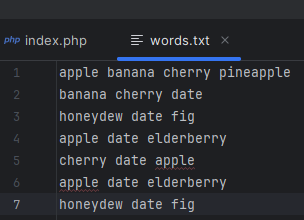 php index.php words.txt ×
1 apple banana cherry pineapple
2 banana cherry date
3 honeydew date fig
4 apple date elderberry
5 cherry date apple
6 apple date elderberry
7 honeydew date fig